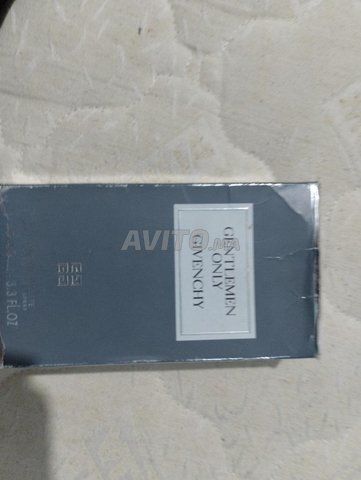 GENTLEMEN
ONLY
GIVENCHY
3.3 FL.OZ
AVITO.MA